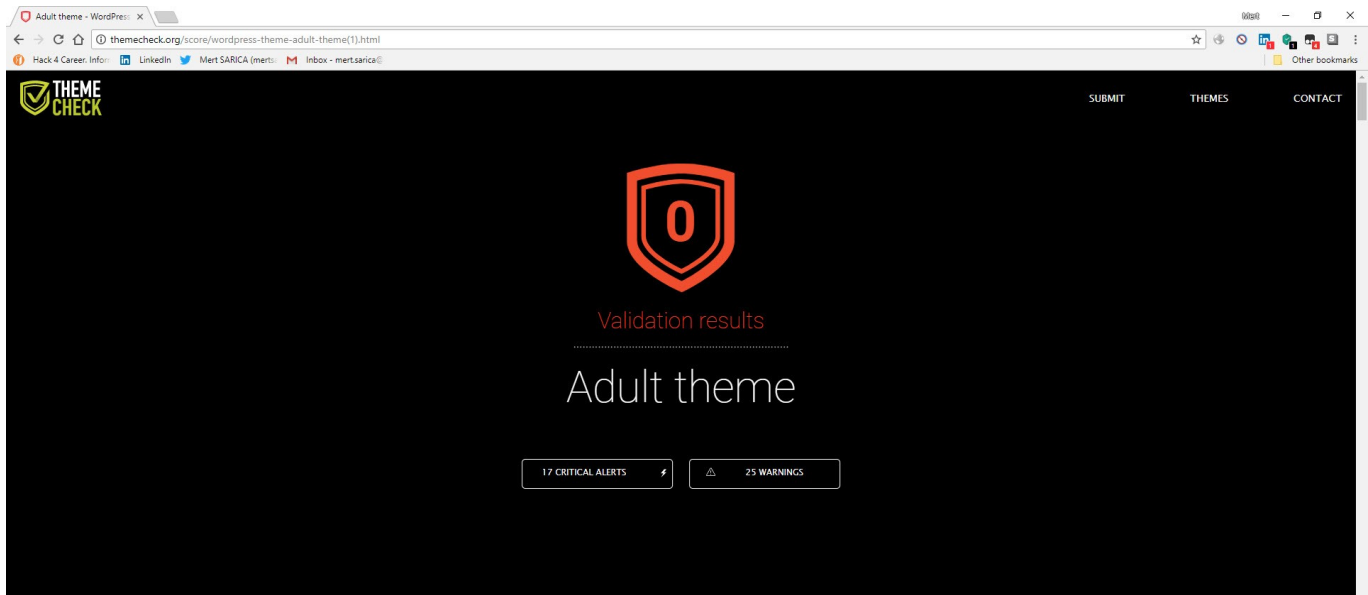 Adult theme - WordPress
Mert
themecheck.org/score/wordpress-theme-adult-theme(1).html
Hack 4 Career. Infor
LinkedIn
Mert SARICA (merts
Inbox - mert.sarica@
Other bookmarks
THEME
CHECK
SUBMIT
THEMES
CONTACT
0
Validation results
Adult theme
17 CRITICAL ALERTS
25 WARNINGS